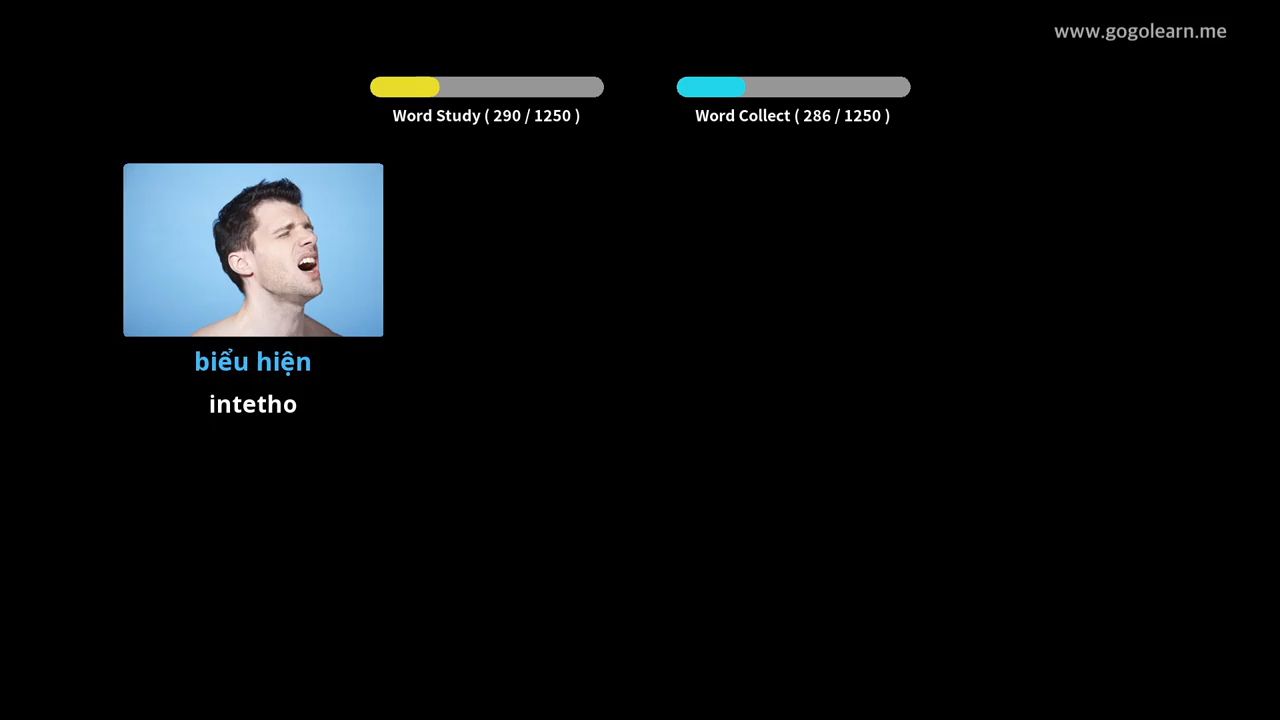 www.gogolearn.me
Word Study ( 290 / 1250 )
Word Collect ( 286 / 1250 )
biểu hiện
intetho